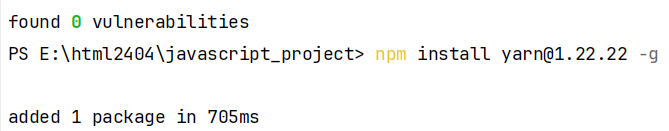 found 0 vulnerabilities
PS E:\html2404\javascript_project> npm install yarn@1.22.22 -g
added 1 package in 705ms